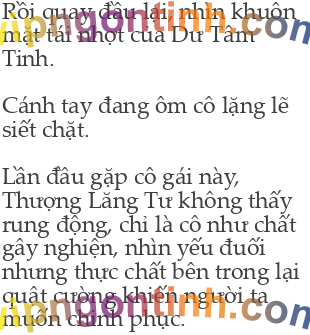 Rồi quay đầu lại, nhìn khuôn
mặt tái nhợt của Dư Tâm
Tinh.
Cánh tay đang ôm cô lặng lẽ
siết chặt.
Lần đầu gặp cô gái này,
Thượng Lăng Tư không thấy
rung động, chỉ là cô như chất
gây nghiện, nhìn yếu đuối
nhưng thực chất bên trong lại
quật cường khiến người ta
muốn chinh phục.
vipngontinh.com
vipngontinh.com